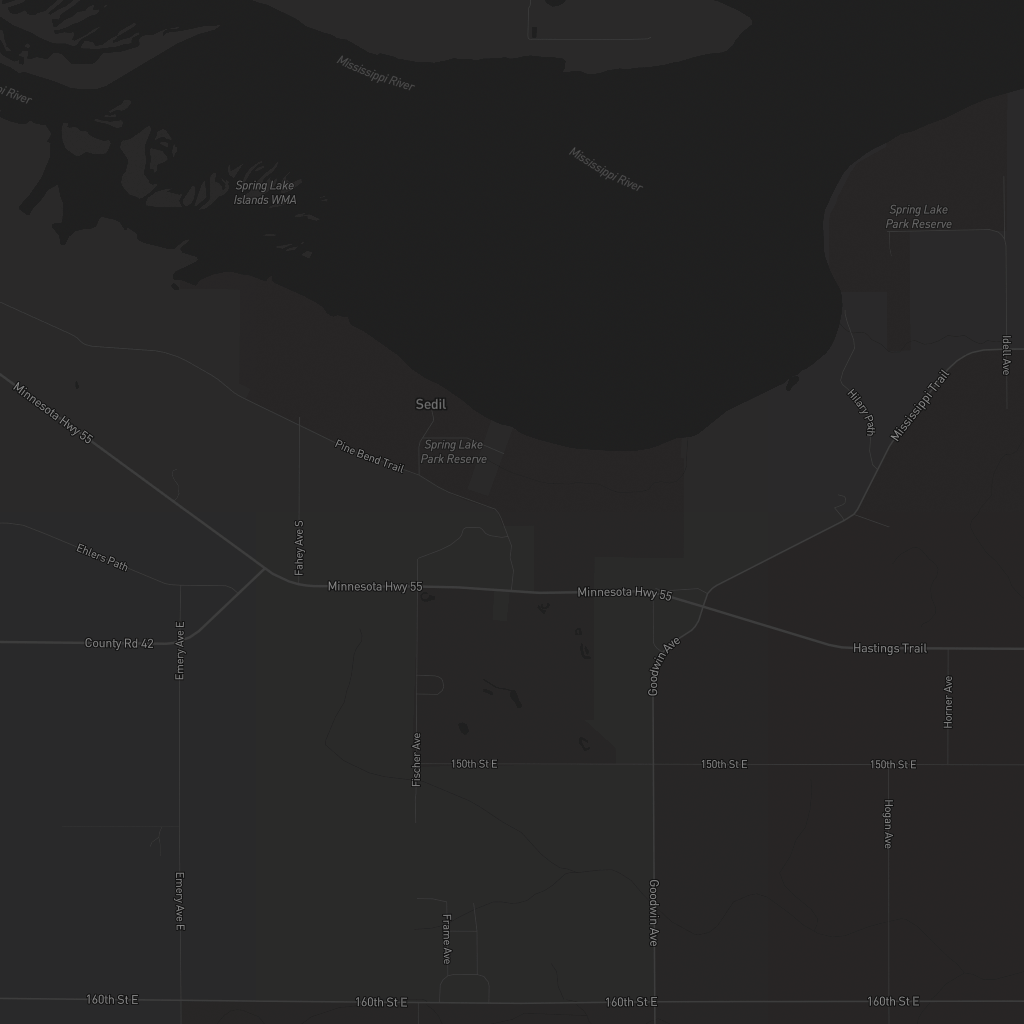 Mississippi River
pi River
Mississippi River
Spring Lake
Islands WMA
Spring Lake
Park Reserve
Idell Ave
Minnesota Hwy 55
Sedil
Hilary Path
Mississippi Trail
Pine Bend Trail
Spring Lake
Park Reserve
Fahey Ave S
Ehlers Path
Minnesota Hwy 55
Minnesota Hwy 55
County Rd 42
Emery Ave E
Goodwin Ave
Hastings Trail
Horner Ave
Fischer Ave
150th St E
150th St E
150th St E
Hogan Ave
Emery Ave E
Frame Ave
Goodwin Ave
160th St E
160th St E
160th St E
160th St E